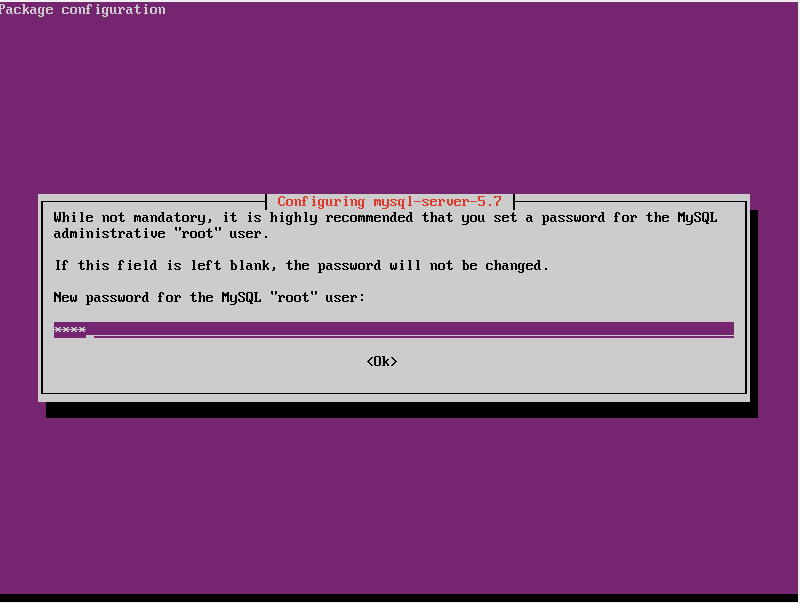 Package configuration
Configuring mysql-server-5.7
While not mandatory, it is highly recommended that you set a password for the MySQL
administrative "root" user.
If this field is left blank, the password will not be changed.
New password for the MySQL "root" user:
****
<Ok>